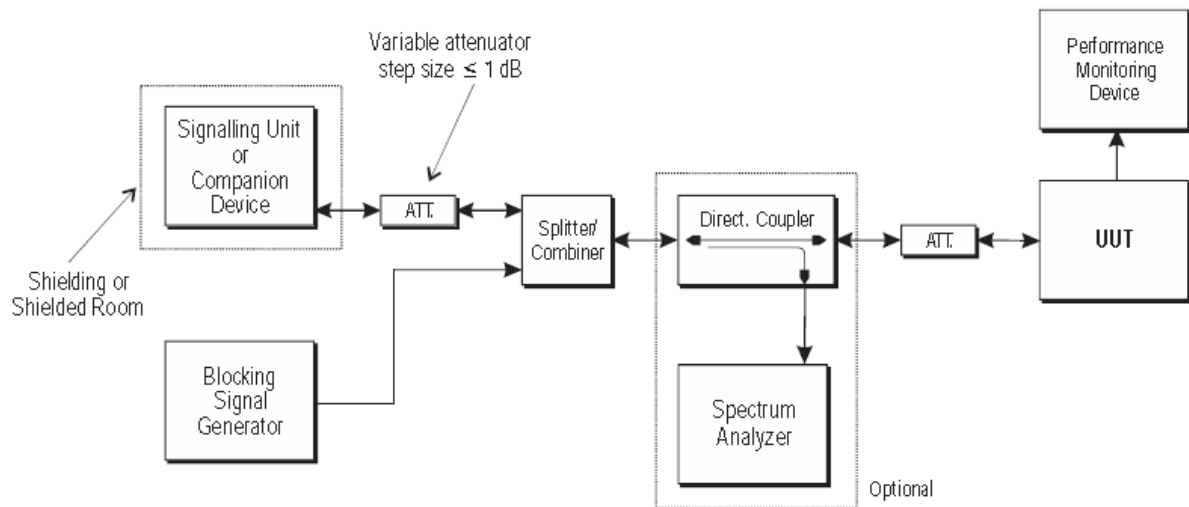 Variable attenuator
step size ≤ 1 dB
Performance
Monitoring
Device
Signalling Unit
or
Companion
Device
ATT.
Splitter/
Combiner
Direct. Coupler
ATT.
UUT
Shielding or
Shielded Room
Blocking
Signal
Generator
Spectrum
Analyzer
Optional